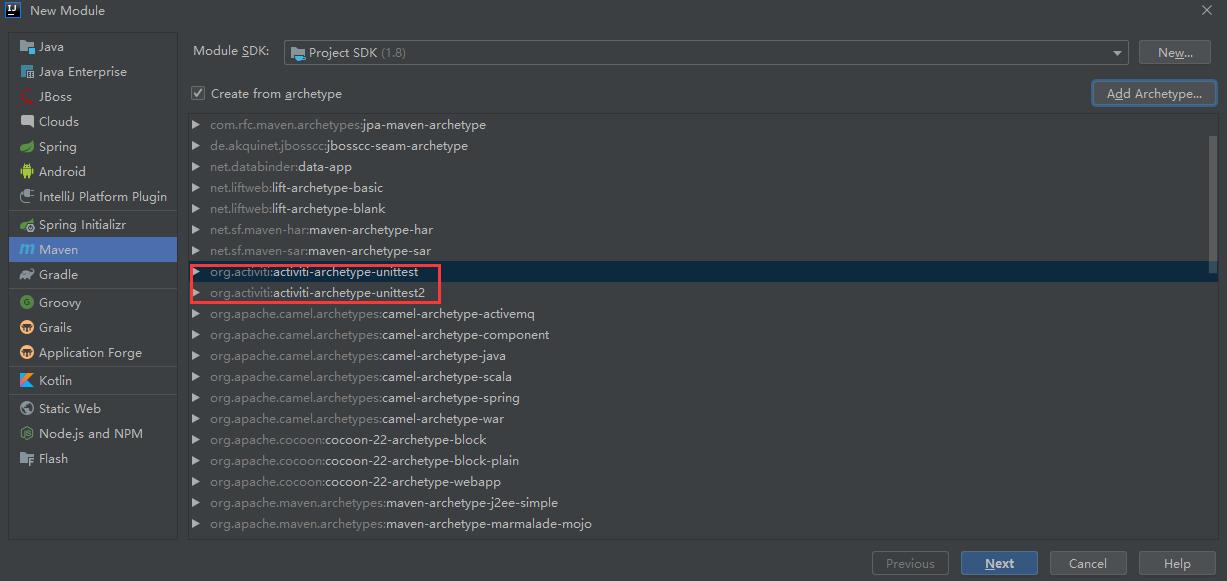 New Module
Java
Java Enterprise
JBoss
Clouds
Spring
Android
IntelliJ Platform Plugin
Spring Initializr
Maven
Gradle
Groovy
Grails
Application Forge
Kotlin
Static Web
Node.js and NPM
Flash
Module SDK: Project SDK (1.8) New...
Create from archetype Add Archetype...
com.rfc.maven.archetypes:jpa-maven-archetype
de.akquinet.jbosscc:jbosscc-seam-archetype
net.databinder:data-app
net.liftweb:lift-archetype-basic
net.liftweb:lift-archetype-blank
net.sf.maven-har:maven-archetype-har
net.sf.maven-sar:maven-archetype-sar
org.activiti:activiti-archetype-unittest
org.activiti:activiti-archetype-unittest2
org.apache.camel.archetypes:camel-archetype-activemq
org.apache.camel.archetypes:camel-archetype-component
org.apache.camel.archetypes:camel-archetype-java
org.apache.camel.archetypes:camel-archetype-scala
org.apache.camel.archetypes:camel-archetype-spring
org.apache.camel.archetypes:camel-archetype-war
org.apache.cocoon:cocoon-22-archetype-block
org.apache.cocoon:cocoon-22-archetype-block-plain
org.apache.cocoon:cocoon-22-archetype-webapp
org.apache.maven.archetypes:maven-archetype-j2ee-simple
org.apache.maven.archetypes:maven-archetype-marmalade-mojo
Previous Next Cancel Help